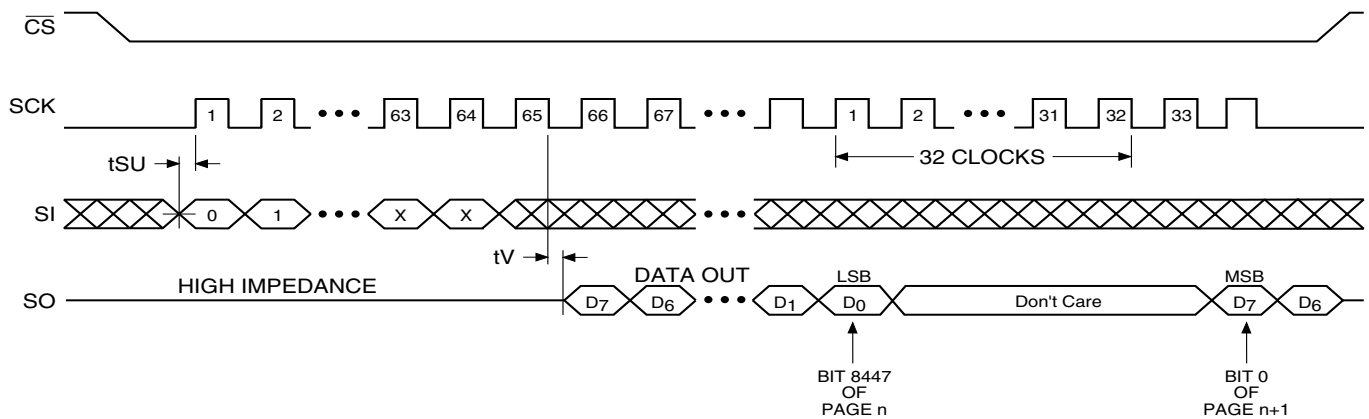 CS
SCK 1 2 ••• 63 64 65 66 67 ••• 1 2 ••• 31 32 33
tSU
32 CLOCKS
SI 0 1 ••• X X •••
tV
HIGH IMPEDANCE
DATA OUT
LSB
MSB
SO D7 D6 ••• D1 D0 Don't Care D7 D6
BIT 8447
OF
PAGE n
BIT 0
OF
PAGE n+1